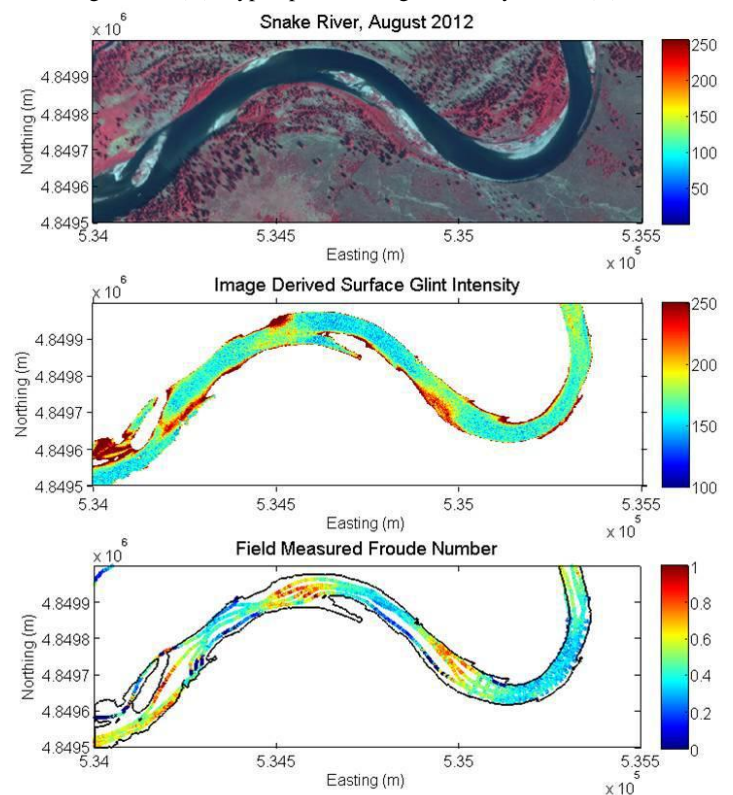 Snake River, August 2012
x 10^6
4.8499
4.8498
4.8497
4.8496
4.8495
Northing (m)
5.34
5.345
5.35
5.355
Easting (m)
x 10^5
250
200
150
100
50
Image Derived Surface Glint Intensity
x 10^6
4.8499
4.8498
4.8497
4.8496
4.8495
Northing (m)
5.34
5.345
5.35
5.355
Easting (m)
x 10^5
250
200
150
100
Field Measured Froude Number
x 10^6
4.8499
4.8498
4.8497
4.8496
4.8495
Northing (m)
5.34
5.345
5.35
5.355
Easting (m)
x 10^5
1
0.8
0.6
0.4
0.2
0